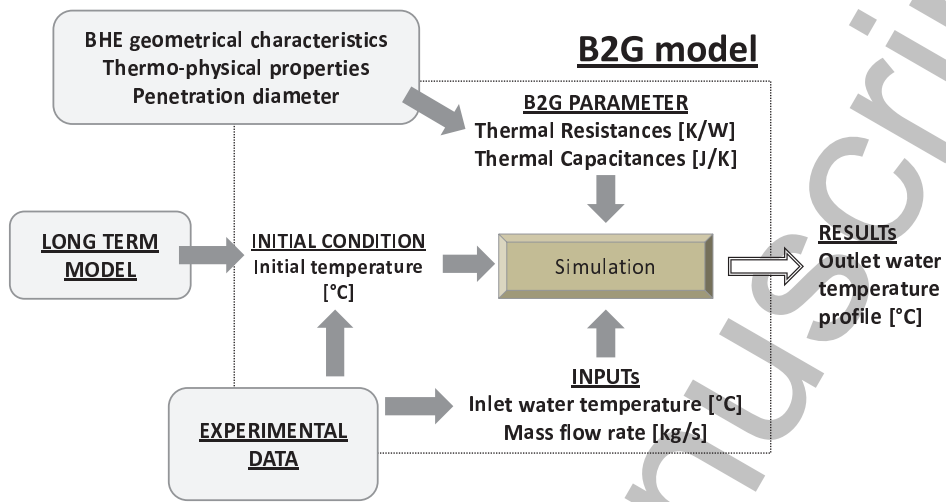 BHE geometrical characteristics
Thermo-physical properties
Penetration diameter
B2G model
B2G PARAMETER
Thermal Resistances [K/W]
Thermal Capacitances [J/K]
LONG TERM
MODEL
INITIAL CONDITION
Initial temperature
[°C]
Simulation
RESULTs
Outlet water
temperature
profile [°C]
EXPERIMENTAL
DATA
INPUTs
Inlet water temperature [°C]
Mass flow rate [kg/s]
nuscri